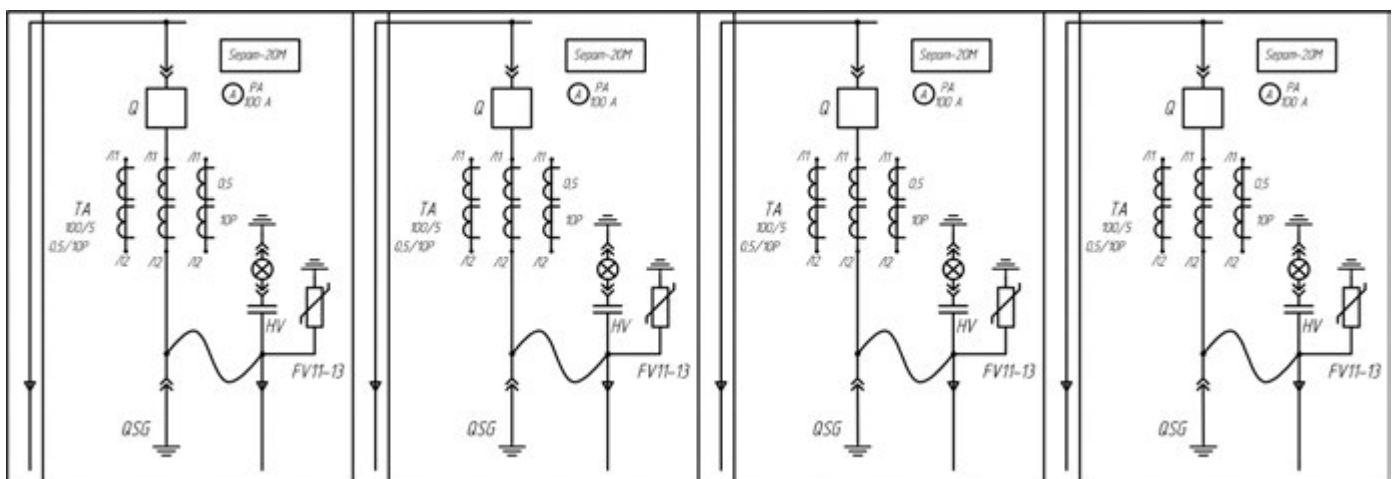 Sepam-20M
PA
A 100 A
Q
Л1 Л1 Л1
0,5
TA
100/5
10P
0,5/10P
Л2 Л2 Л2
HV
FV11-13
QSG
Sepam-20M
PA
A 100 A
Q
Л1 Л1 Л1
0,5
TA
100/5
10P
0,5/10P
Л2 Л2 Л2
HV
FV11-13
QSG
Sepam-20M
PA
A 100 A
Q
Л1 Л1 Л1
0,5
TA
100/5
10P
0,5/10P
Л2 Л2 Л2
HV
FV11-13
QSG
Sepam-20M
PA
A 100 A
Q
Л1 Л1 Л1
0,5
TA
100/5
10P
0,5/10P
Л2 Л2 Л2
HV
FV11-13
QSG